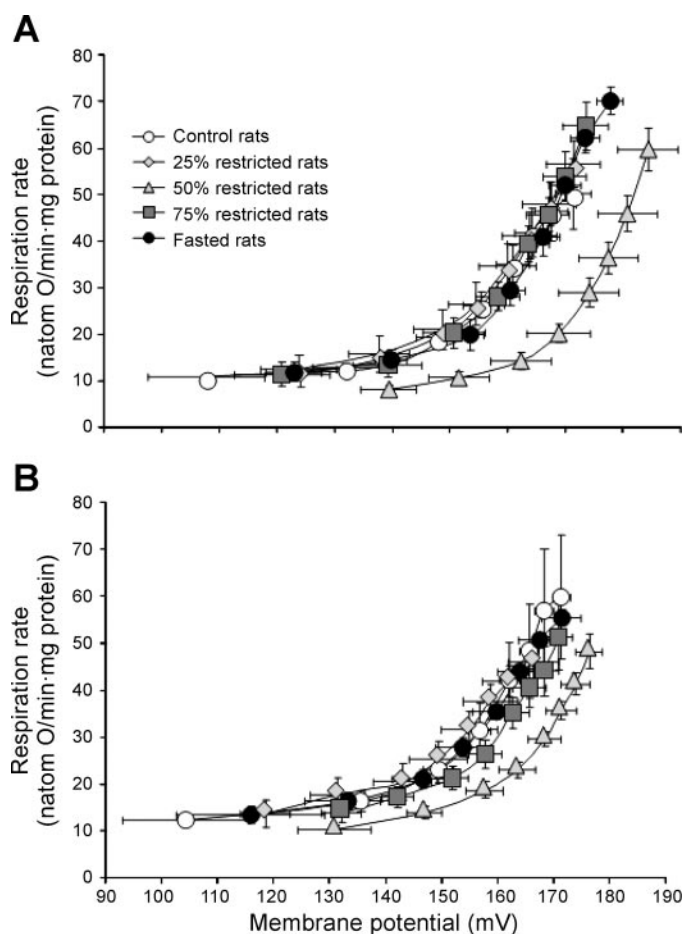 A
Respiration rate
(natom O/min·mg protein)
80
70
60
50
40
30
20
10
0
Control rats
25% restricted rats
50% restricted rats
75% restricted rats
Fasted rats
B
Respiration rate
(natom O/min·mg protein)
80
70
60
50
40
30
20
10
0
90 100 110 120 130 140 150 160 170 180 190
Membrane potential (mV)